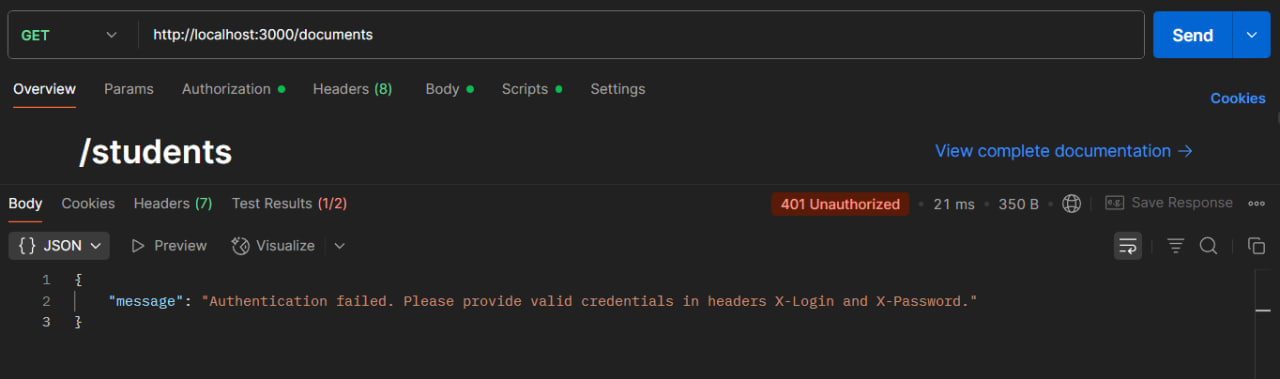 GET http://localhost:3000/documents Send
Overview Params Authorization Headers (8) Body Scripts Settings Cookies
/students View complete documentation →
Body Cookies Headers (7) Test Results (1/2) 401 Unauthorized • 21 ms • 350 B • e.g. Save Response
{ } JSON Preview Visualize
1 {
2 "message": "Authentication failed. Please provide valid credentials in headers X-Login and X-Password."
3 }